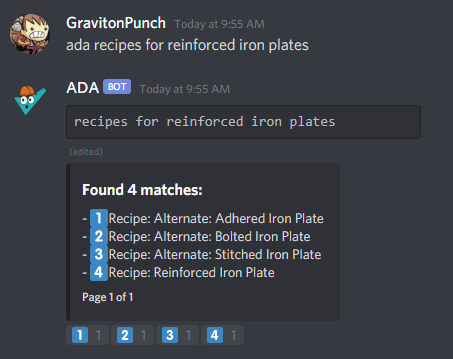 GravitonPunch Today at 9:55 AM
ada recipes for reinforced iron plates
ADA BOT Today at 9:55 AM
recipes for reinforced iron plates
(edited)
Found 4 matches:
- 1 Recipe: Alternate: Adhered Iron Plate
- 2 Recipe: Alternate: Bolted Iron Plate
- 3 Recipe: Alternate: Stitched Iron Plate
- 4 Recipe: Reinforced Iron Plate
Page 1 of 1
1 1 2 1 3 1 4 1